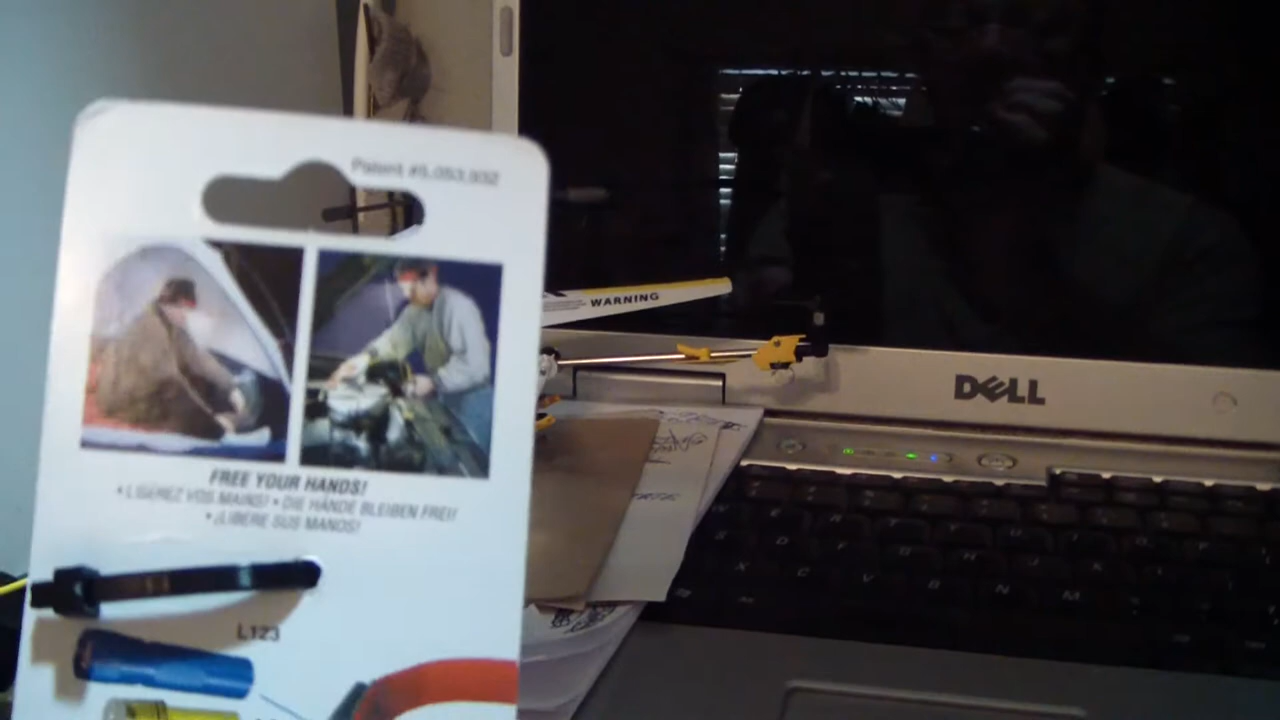 Patent #5,053,932
FREE YOUR HANDS!
• LIBEREZ VOS MAINS! • DIE HÄNDE BLEIBEN FREI!
• ¡LIBERE SUS MANOS!
L123
WARNING
DELL